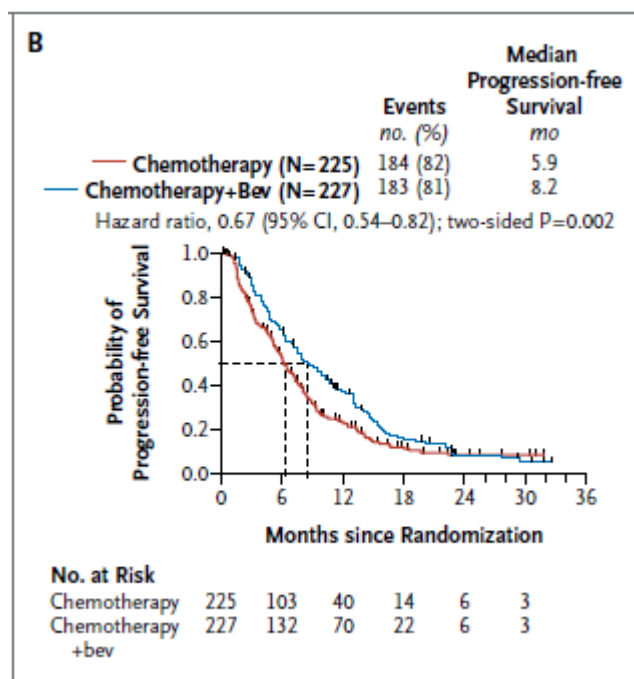 B
Median
Progression-free
Events Survival
no. (%) mo
Chemotherapy (N=225) 184 (82) 5.9
Chemotherapy+Bev (N=227) 183 (81) 8.2
Hazard ratio, 0.67 (95% CI, 0.54–0.82); two-sided P=0.002
Probability of
Progression-free Survival
1.0
0.8
0.6
0.4
0.2
0.0
0 6 12 18 24 30 36
Months since Randomization
No. at Risk
Chemotherapy 225 103 40 14 6 3
Chemotherapy 227 132 70 22 6 3
+bev